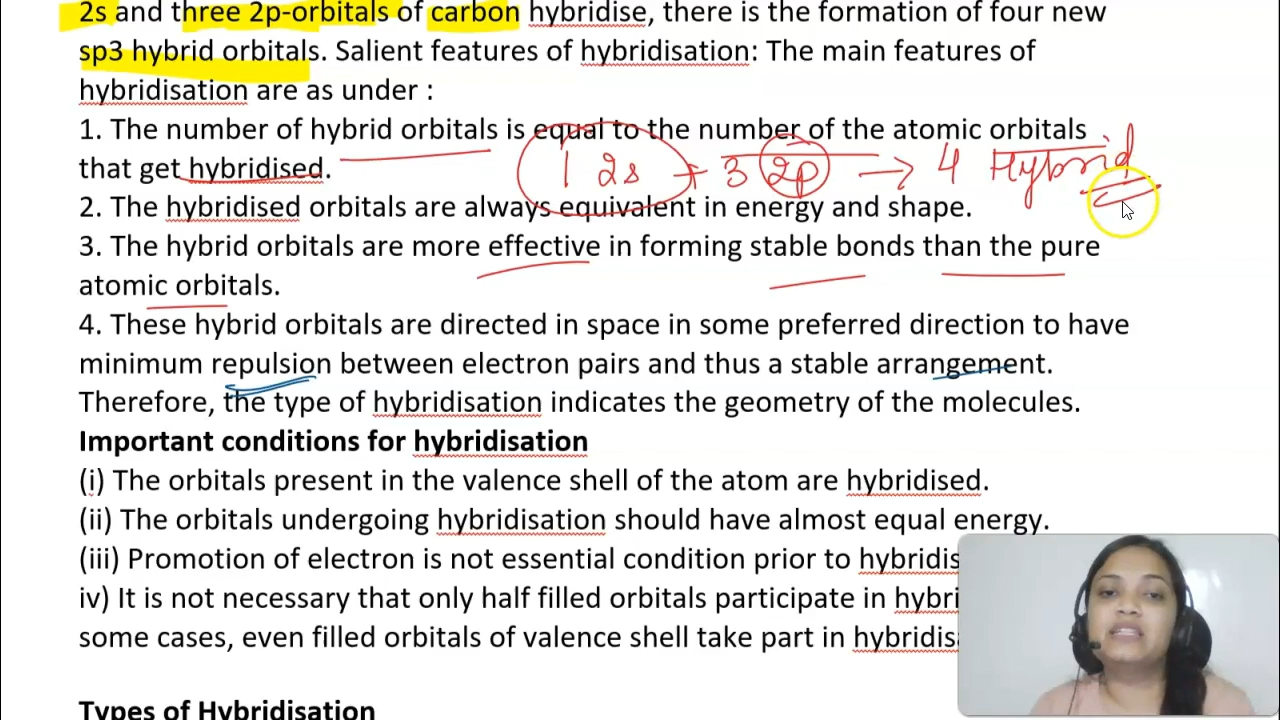 2s and three 2p-orbitals of carbon hybridise, there is the formation of four new
sp3 hybrid orbitals. Salient features of hybridisation: The main features of
hybridisation are as under :
1. The number of hybrid orbitals is equal to the number of the atomic orbitals
that get hybridised.
1 2s + 3 2p → 4 Hybrid
2. The hybridised orbitals are always equivalent in energy and shape.
3. The hybrid orbitals are more effective in forming stable bonds than the pure
atomic orbitals.
4. These hybrid orbitals are directed in space in some preferred direction to have
minimum repulsion between electron pairs and thus a stable arrangement.
Therefore, the type of hybridisation indicates the geometry of the molecules.
Important conditions for hybridisation
(i) The orbitals present in the valence shell of the atom are hybridised.
(ii) The orbitals undergoing hybridisation should have almost equal energy.
(iii) Promotion of electron is not essential condition prior to hybridis
iv) It is not necessary that only half filled orbitals participate in hybri
some cases, even filled orbitals of valence shell take part in hybridis
Types of Hybridisation